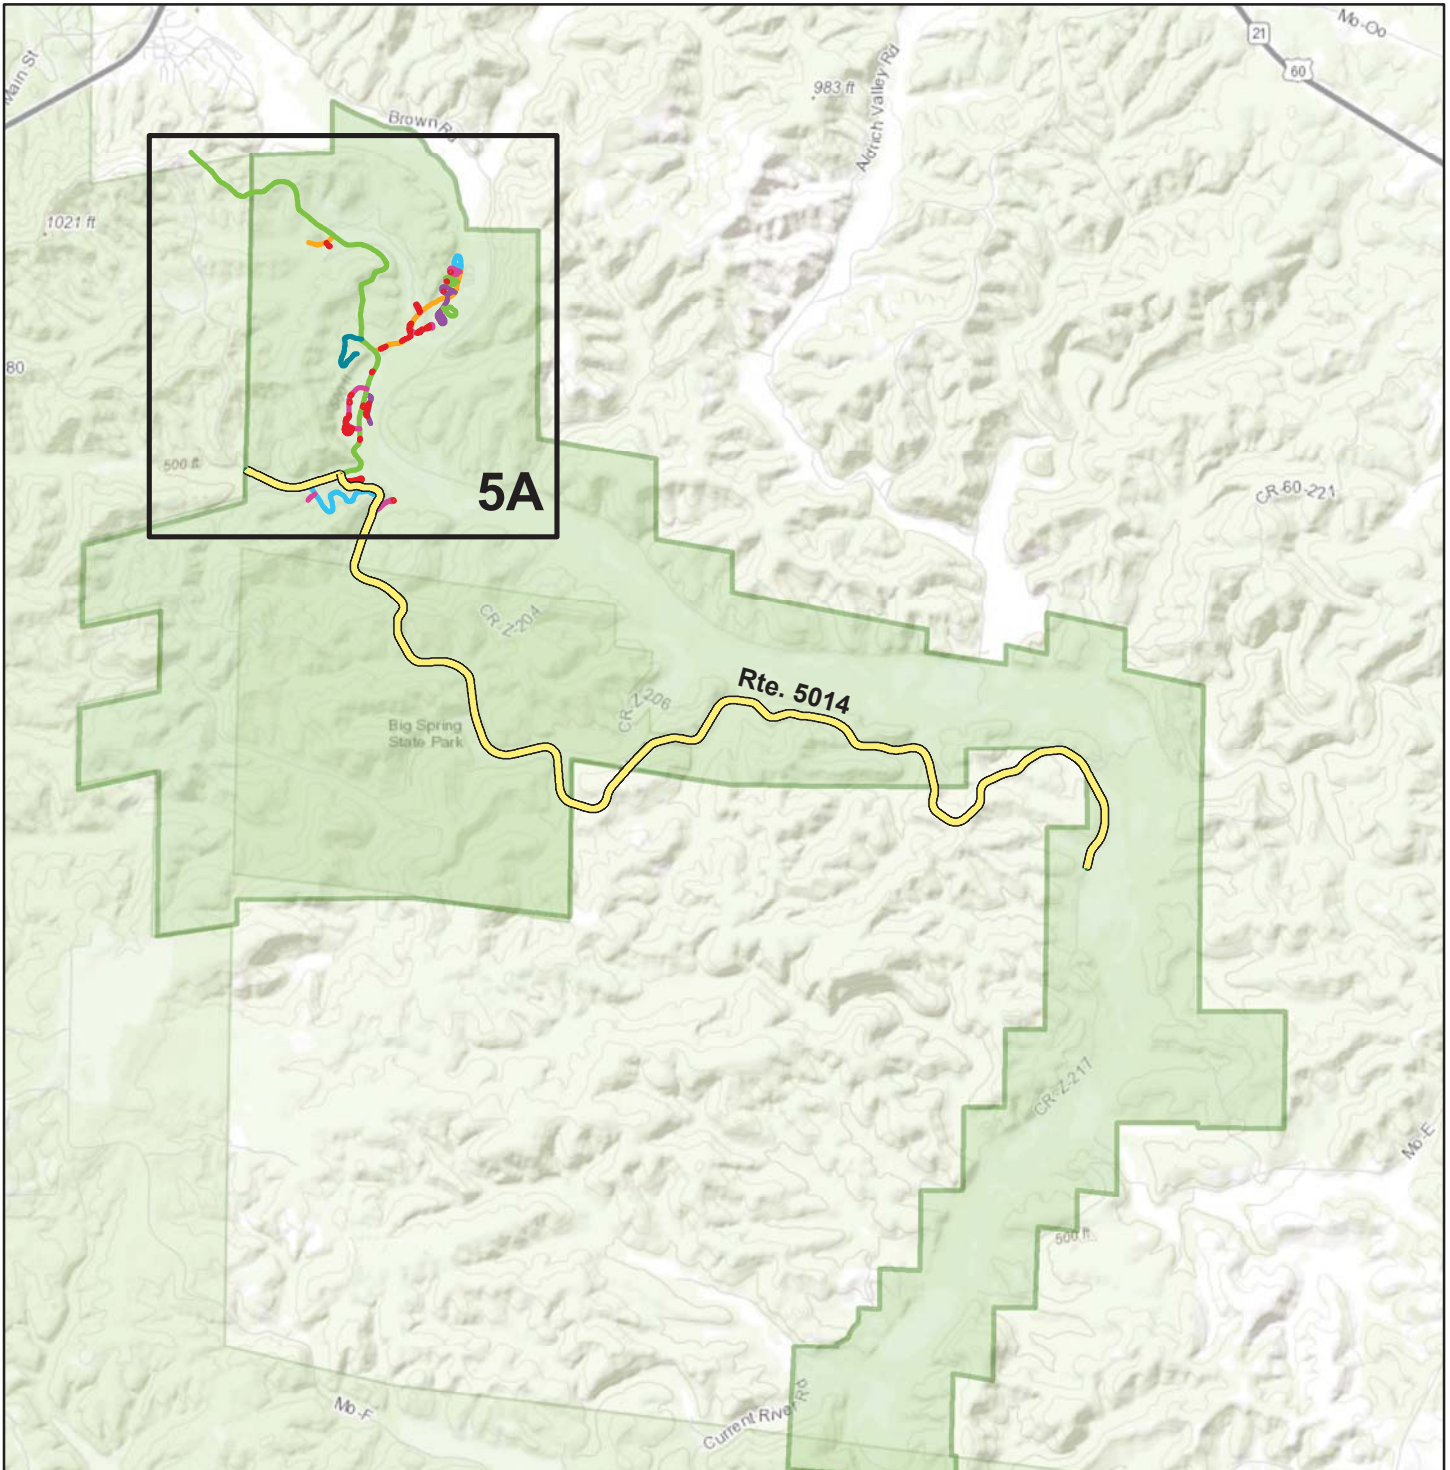 Main St
21
Mo-Oo
60
983 ft
Aldrich Valley Rd
Brown Rd
1021 ft
80
500 ft
5A
CR-60-221
CR-Z-204
Rte. 5014
CR-Z-206
Big Spring
State Park
CR-Z-217
Mo-E
500 ft
Mo-F
Current River Rd